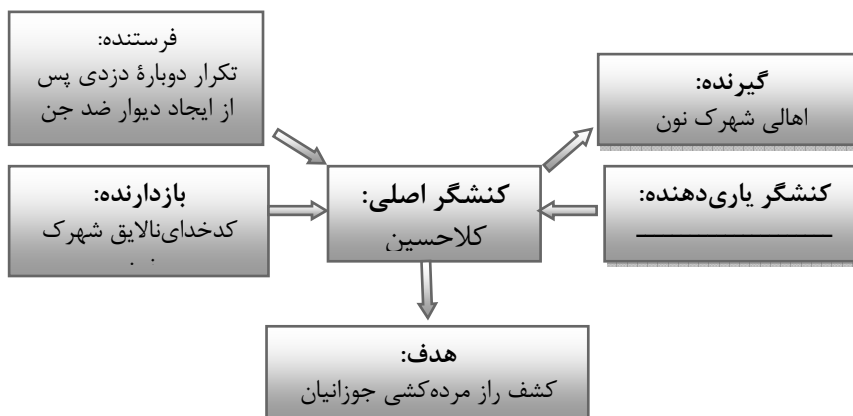 فرستنده:
تکرار دوبارهٔ دزدی پس
از ایجاد دیوار ضد جن
گیرنده:
اهالی شهرک نون
بازدارنده:
کدخدای‌نالایق شهرک
کنشگر اصلی:
کلاحسین
کنشگر یاری‌دهنده:
هدف:
کشف راز مرده‌کشی جوزانیان